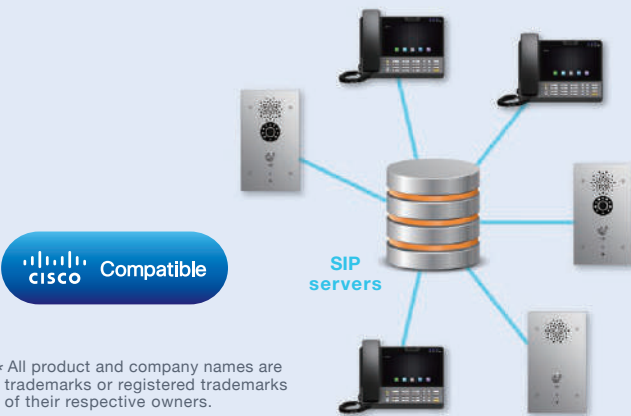 SIP
servers
CISCO Compatible
* All product and company names are
trademarks or registered trademarks
of their respective owners.